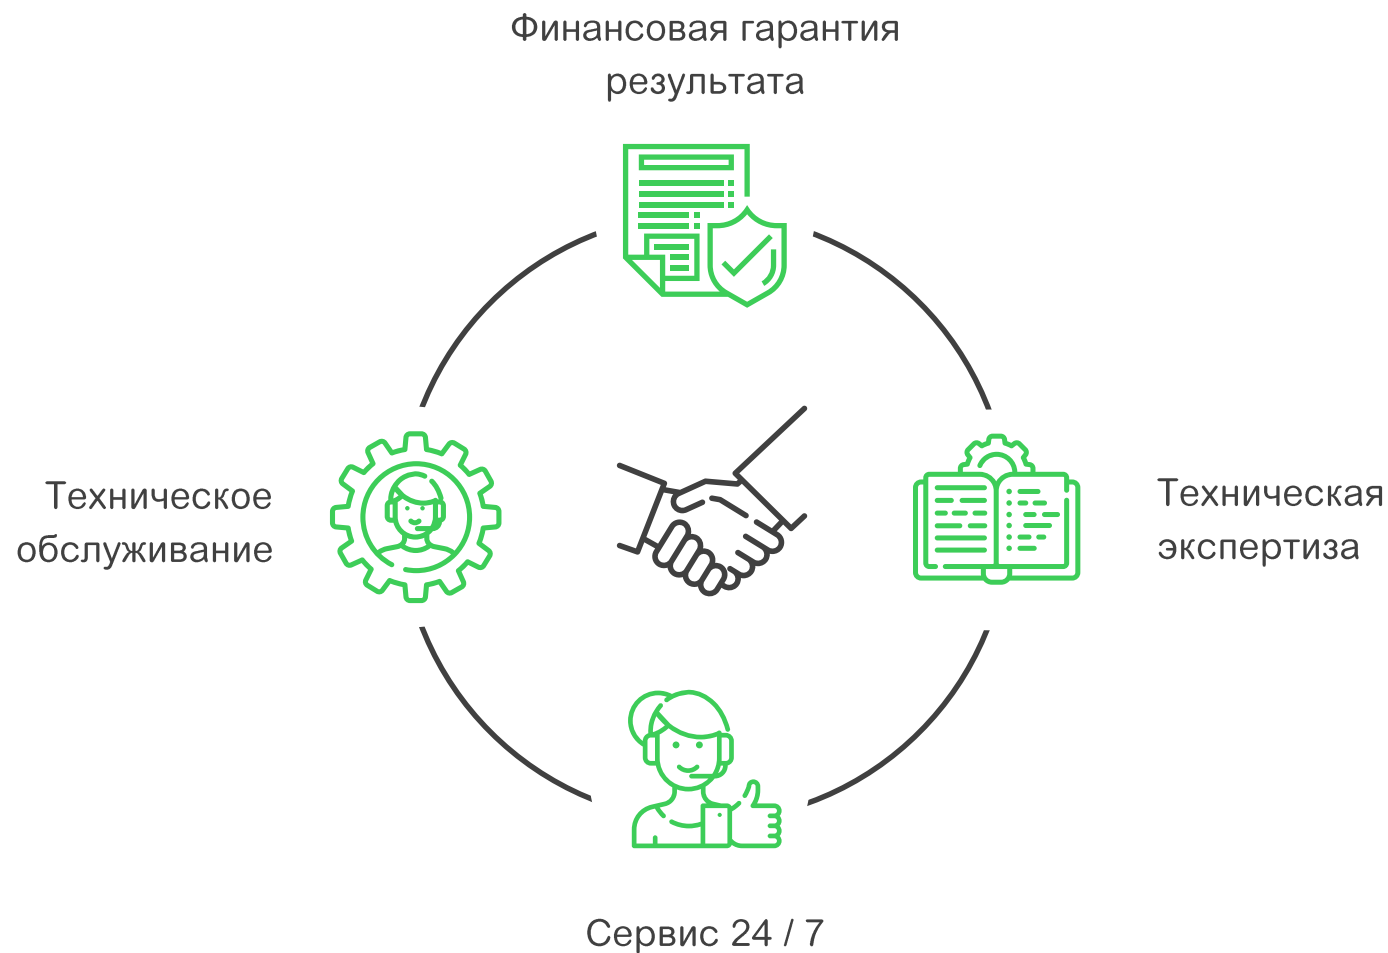 Финансовая гарантия
результата
Техническое
обслуживание
Техническая
экспертиза
Сервис 24 / 7